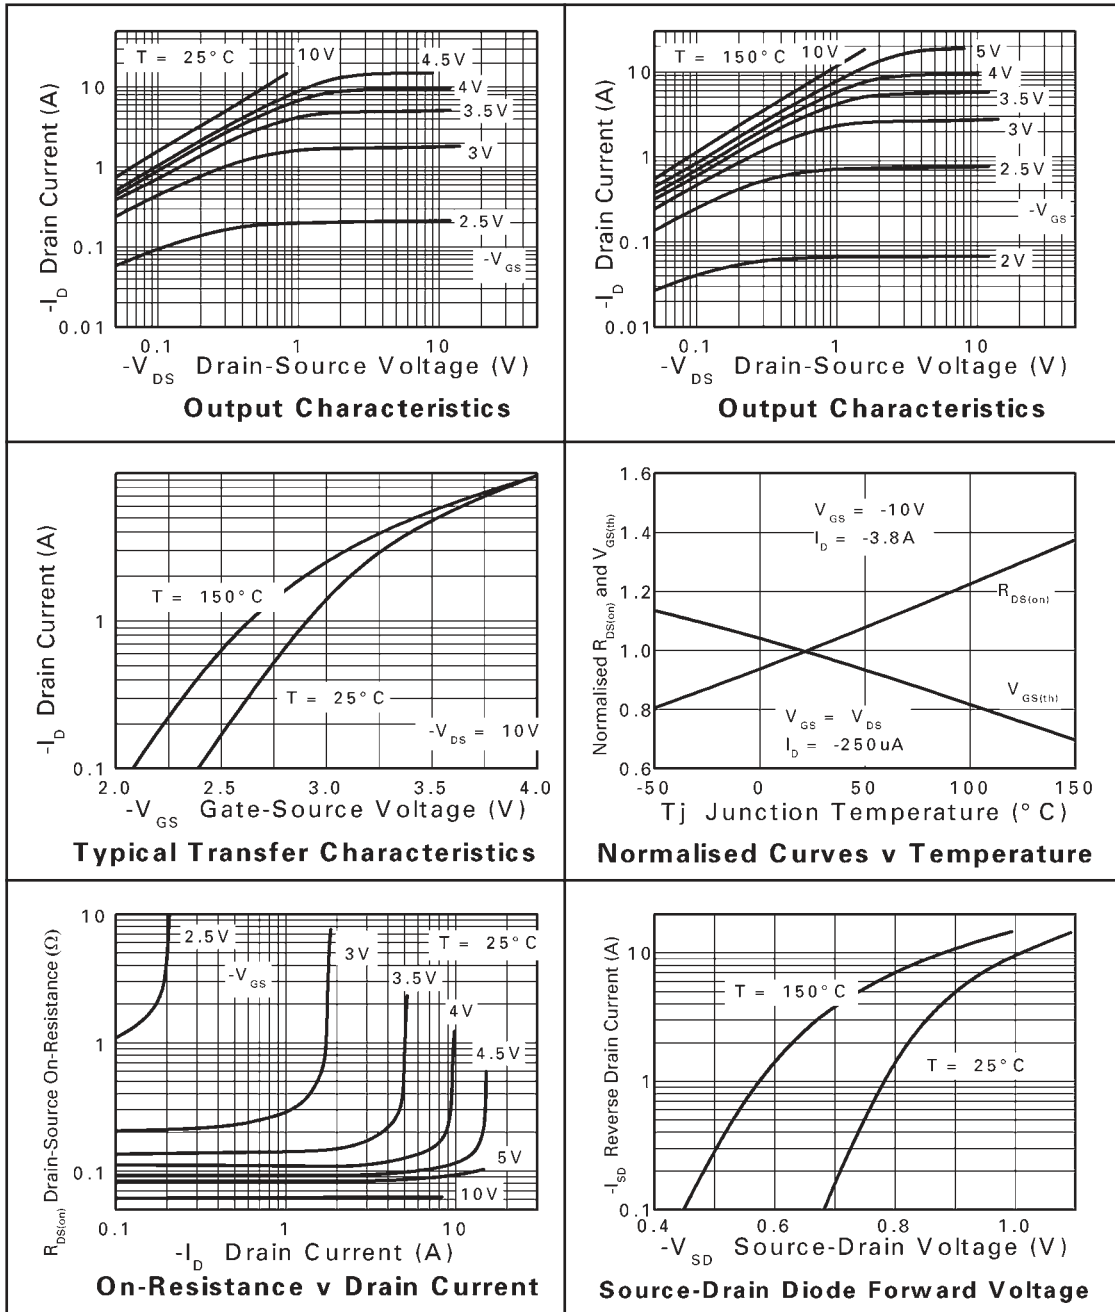 T = 25°C
10V
4.5V
4V
3.5V
3V
2.5V
-V_GS
10
1
0.1
0.01
-I_D Drain Current (A)
0.1
1
10
-V_DS Drain-Source Voltage (V)
Output Characteristics
T = 150°C
10V
5V
4V
3.5V
3V
2.5V
-V_GS
2V
10
1
0.1
0.01
-I_D Drain Current (A)
0.1
1
10
-V_DS Drain-Source Voltage (V)
Output Characteristics
T = 150°C
T = 25°C
-V_DS = 10V
1
0.1
-I_D Drain Current (A)
2.0
2.5
3.0
3.5
4.0
-V_GS Gate-Source Voltage (V)
Typical Transfer Characteristics
V_GS = -10V
I_D = -3.8A
R_DS(on)
V_GS(th)
V_GS = V_DS
I_D = -250uA
1.6
1.4
1.2
1.0
0.8
0.6
Normalised R_DS(on) and V_GS(th)
-50
0
50
100
150
Tj Junction Temperature (°C)
Normalised Curves v Temperature
2.5V
-V_GS
3V
T = 25°C
3.5V
4V
4.5V
5V
10V
10
1
0.1
R_DS(on) Drain-Source On-Resistance (Ω)
0.1
1
10
-I_D Drain Current (A)
On-Resistance v Drain Current
T = 150°C
T = 25°C
10
1
0.1
-I_SD Reverse Drain Current (A)
0.4
0.6
0.8
1.0
-V_SD Source-Drain Voltage (V)
Source-Drain Diode Forward Voltage